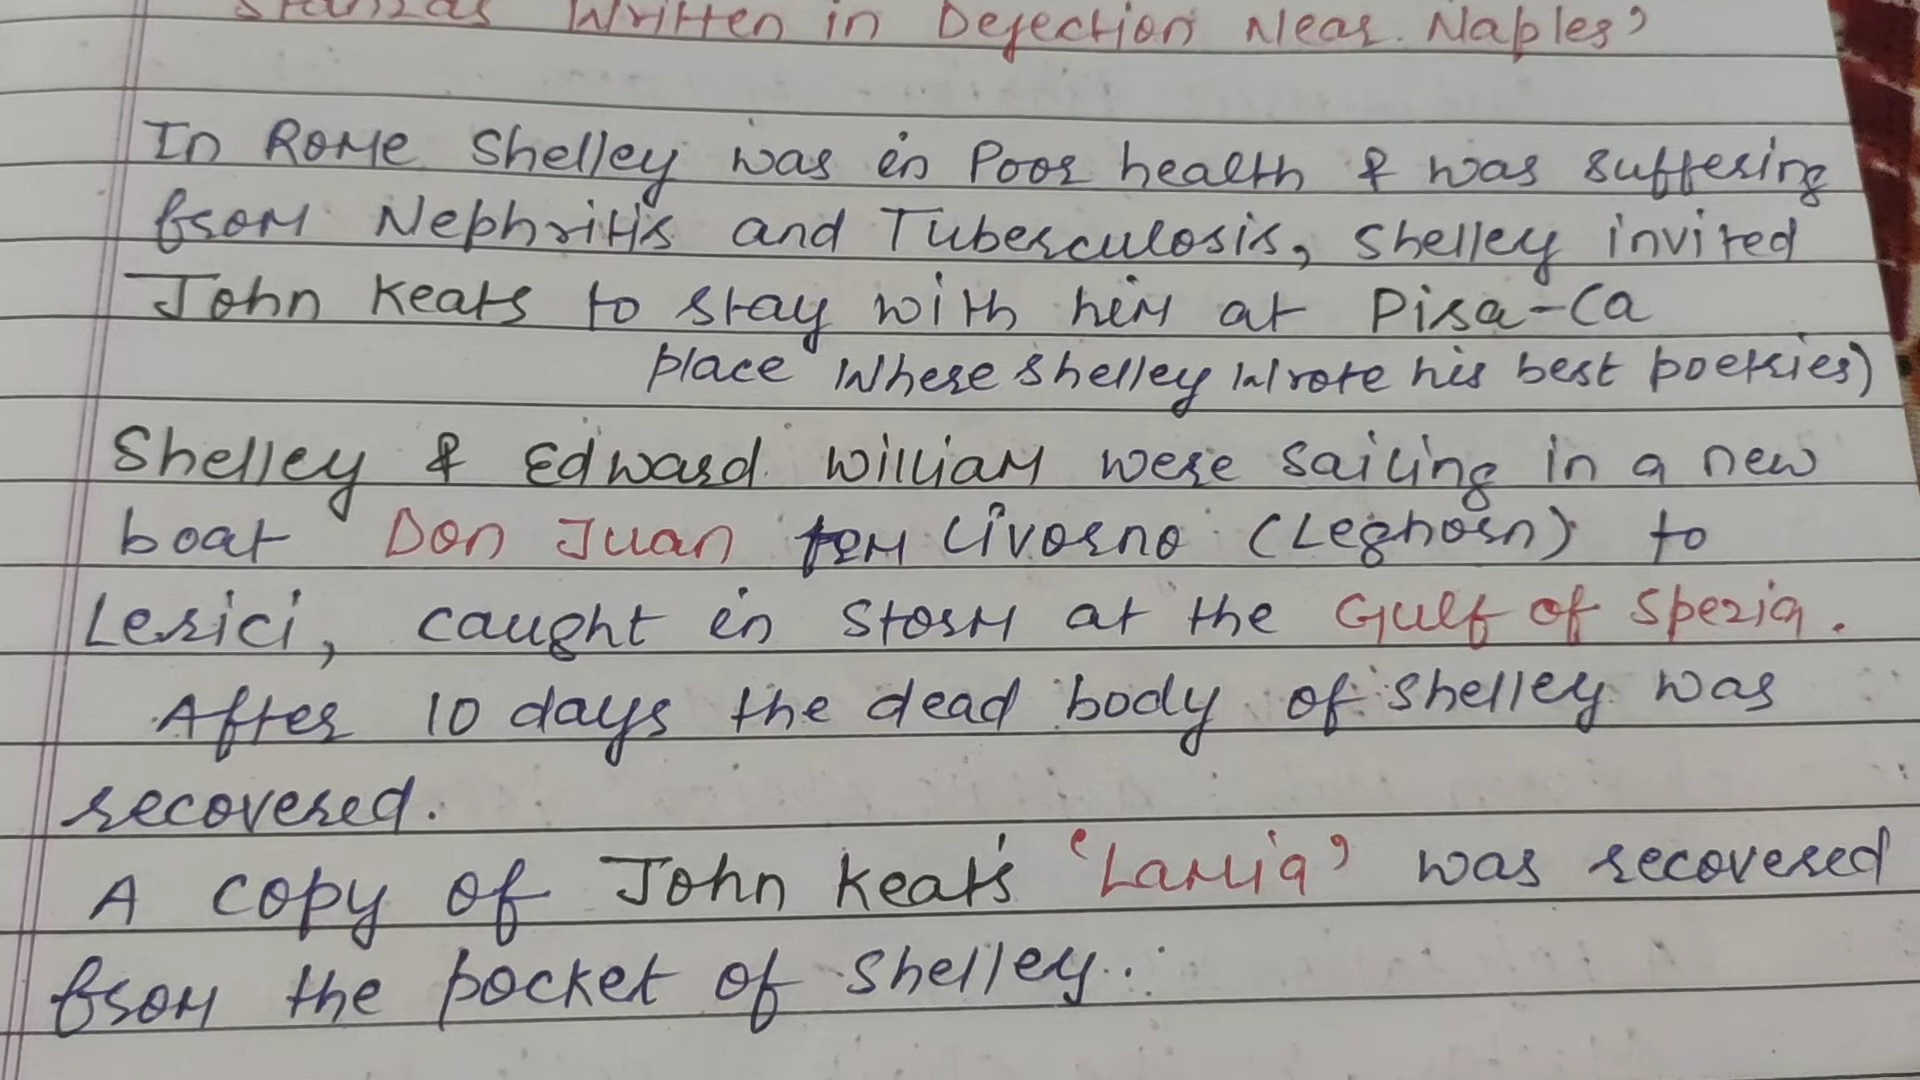 Stanzas Written in Dejection Near Naples'
In Rome Shelley was in Poor health & was suffering
from Nephritis and Tuberculosis, Shelley invited
John Keats to stay with him at Pisa-(a
place where Shelley wrote his best poetries)
Shelley & Edward William were sailing in a new
boat Don Juan from Livorno (Leghorn) to
Lerici, caught in storm at the Gulf of Spezia.
After 10 days the dead body of Shelley was
recovered.
A copy of John Keats 'Lamia' was recovered
from the pocket of Shelley.